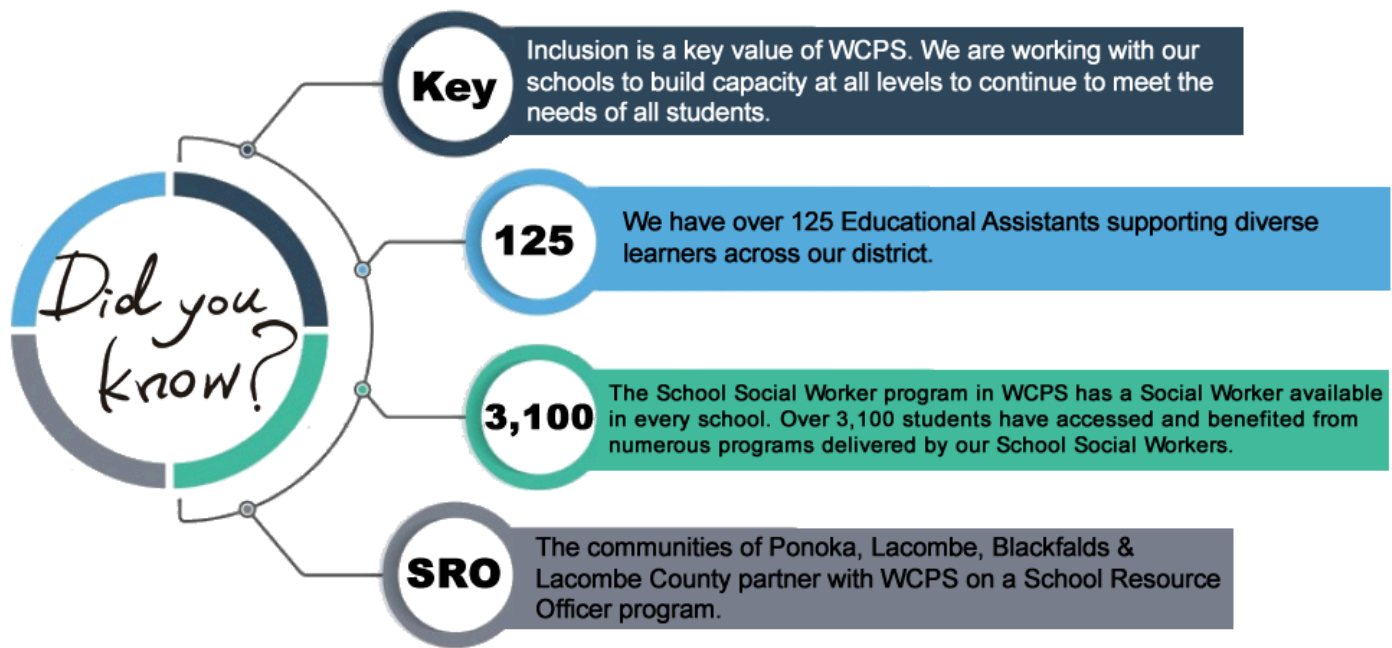 Did you
know?
Key
Inclusion is a key value of WCPS. We are working with our
schools to build capacity at all levels to continue to meet the
needs of all students.
125
We have over 125 Educational Assistants supporting diverse
learners across our district.
3,100
The School Social Worker program in WCPS has a Social Worker available
in every school. Over 3,100 students have accessed and benefited from
numerous programs delivered by our School Social Workers.
SRO
The communities of Ponoka, Lacombe, Blackfalds &
Lacombe County partner with WCPS on a School Resource
Officer program.